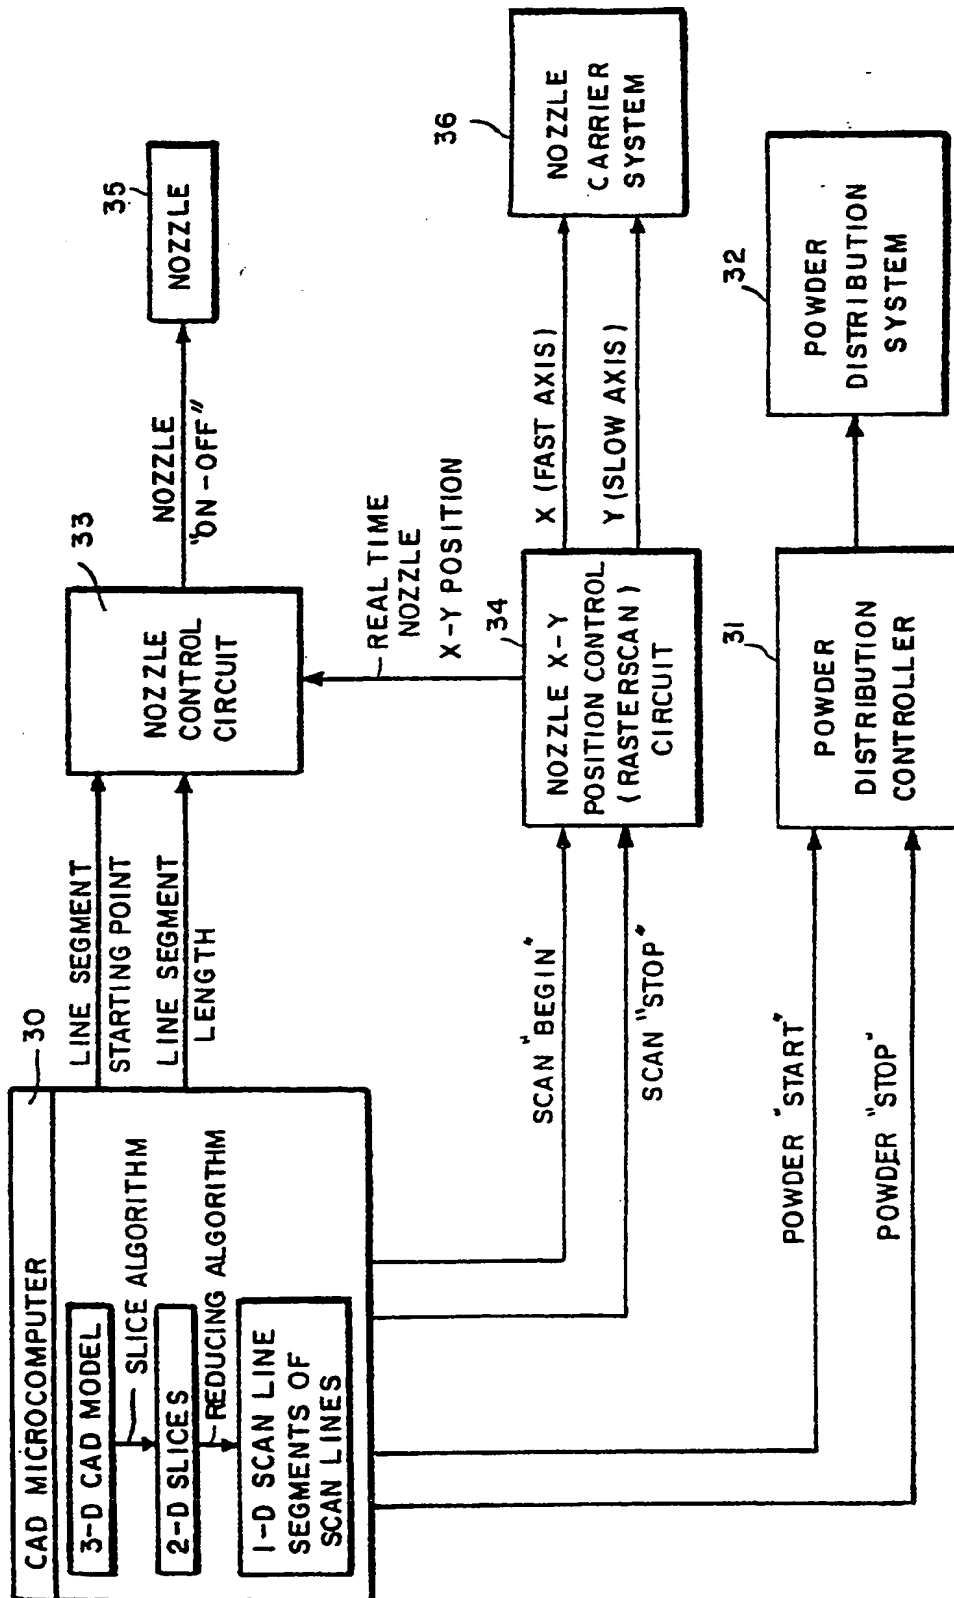 CAD MICROCOMPUTER
30
3-D CAD MODEL
SLICE ALGORITHM
2-D SLICES
REDUCING ALGORITHM
1-D SCAN LINE
SEGMENTS OF
SCAN LINES
LINE SEGMENT
STARTING POINT
LINE SEGMENT
LENGTH
33
NOZZLE
CONTROL
CIRCUIT
NOZZLE
"ON-OFF"
35
NOZZLE
REAL TIME
NOZZLE
X-Y POSITION
SCAN "BEGIN"
SCAN "STOP"
34
NOZZLE X-Y
POSITION CONTROL
(RASTERSCAN)
CIRCUIT
X (FAST AXIS)
Y (SLOW AXIS)
36
NOZZLE
CARRIER
SYSTEM
POWDER "START"
POWDER "STOP"
31
POWDER
DISTRIBUTION
CONTROLLER
32
POWDER
DISTRIBUTION
SYSTEM